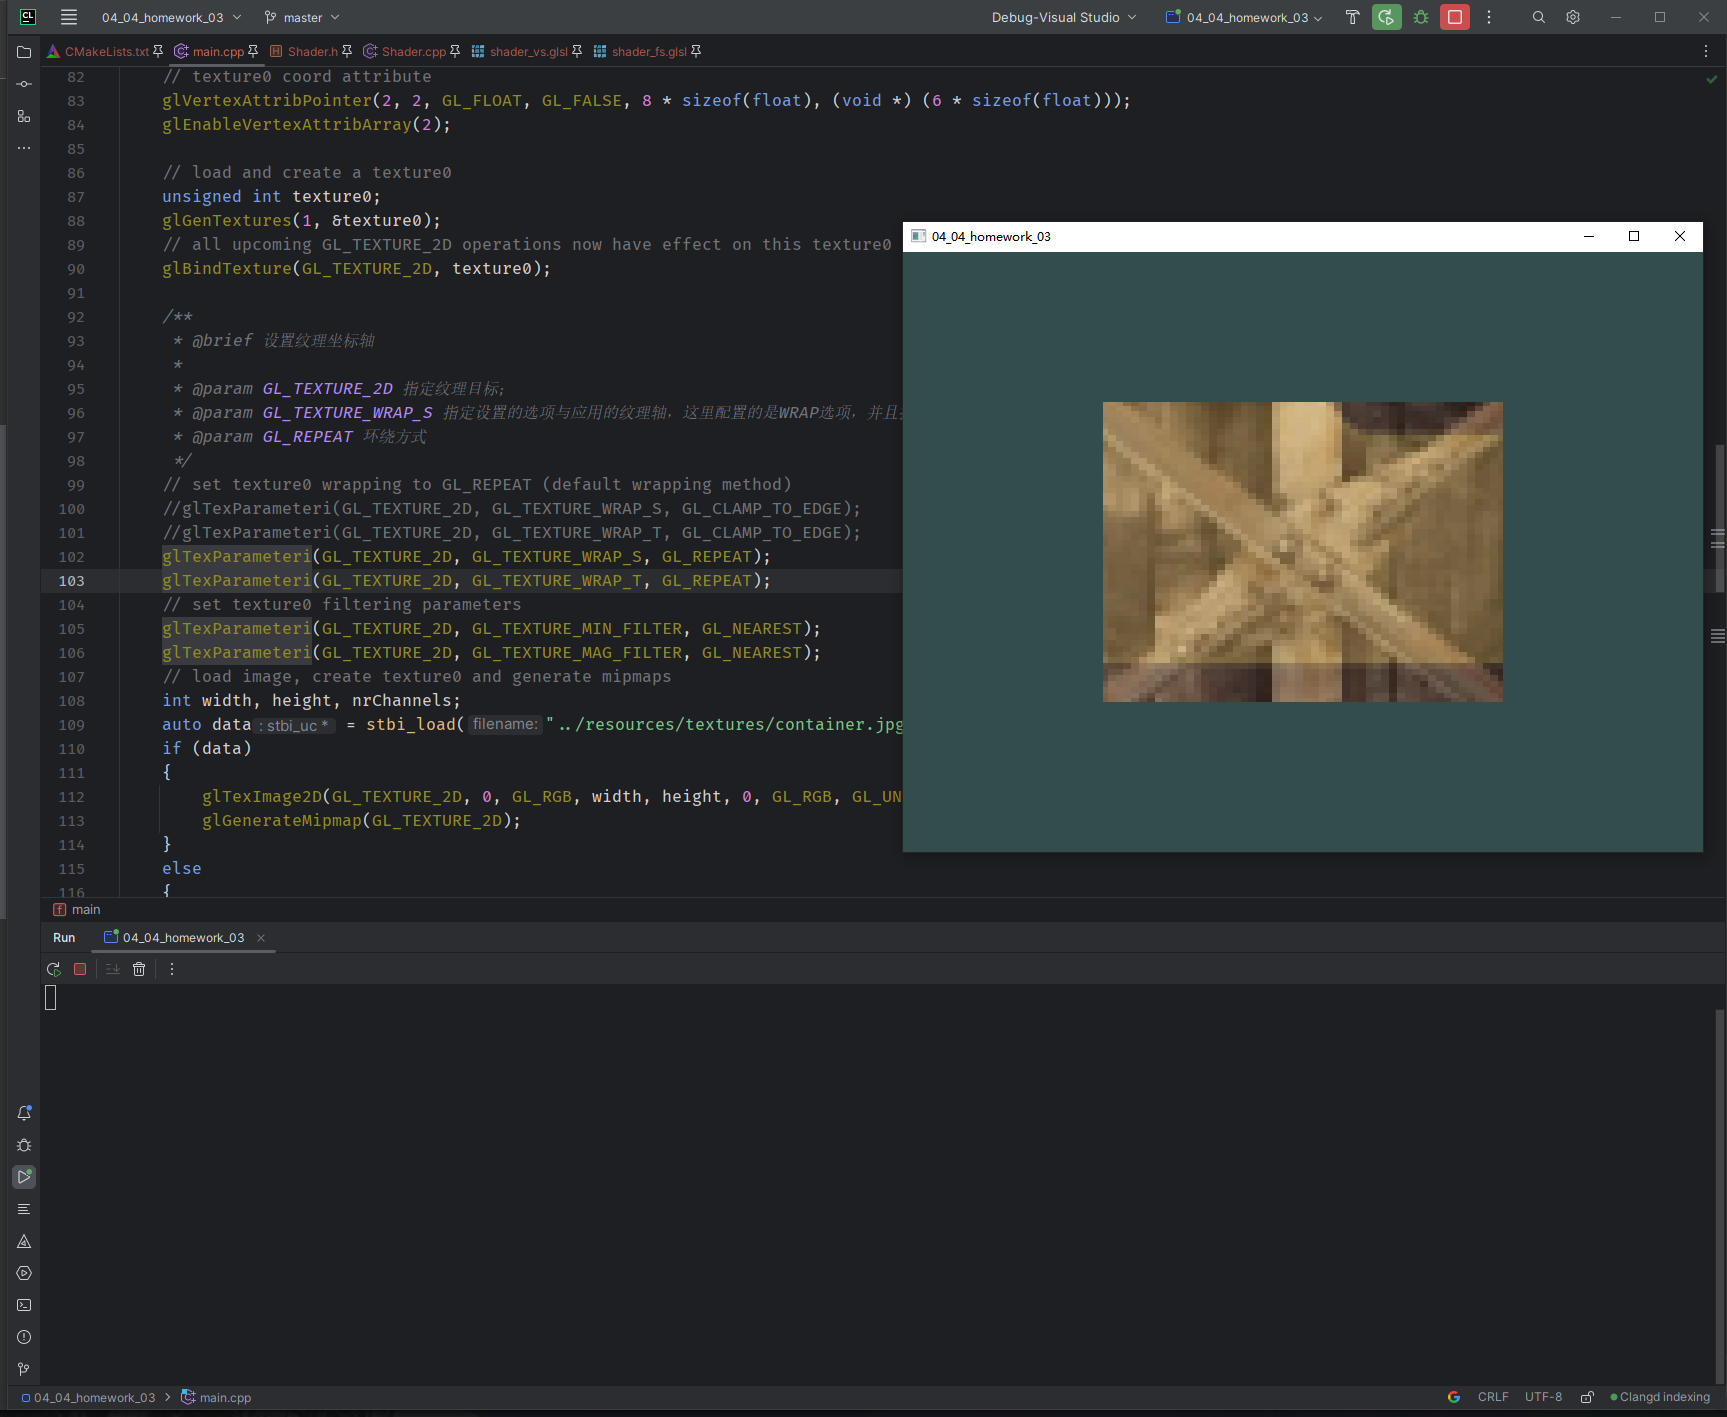 04_04_homework_03 master Debug-Visual Studio 04_04_homework_03
CMakeLists.txt main.cpp Shader.h Shader.cpp shader_vs.glsl shader_fs.glsl
82 // texture0 coord attribute
83 glVertexAttribPointer(2, 2, GL_FLOAT, GL_FALSE, 8 * sizeof(float), (void *) (6 * sizeof(float)));
84 glEnableVertexAttribArray(2);
85
86 // load and create a texture0
87 unsigned int texture0;
88 glGenTextures(1, &texture0);
89 // all upcoming GL_TEXTURE_2D operations now have effect on this texture0
90 glBindTexture(GL_TEXTURE_2D, texture0);
91
92 /**
93 * @brief 设置纹理坐标轴
94 *
95 * @param GL_TEXTURE_2D 指定纹理目标;
96 * @param GL_TEXTURE_WRAP_S 指定设置的选项与应用的纹理轴，这里配置的是WRAP选项，并且
97 * @param GL_REPEAT 环绕方式
98 */
99 // set texture0 wrapping to GL_REPEAT (default wrapping method)
100 //glTexParameteri(GL_TEXTURE_2D, GL_TEXTURE_WRAP_S, GL_CLAMP_TO_EDGE);
101 //glTexParameteri(GL_TEXTURE_2D, GL_TEXTURE_WRAP_T, GL_CLAMP_TO_EDGE);
102 glTexParameteri(GL_TEXTURE_2D, GL_TEXTURE_WRAP_S, GL_REPEAT);
103 glTexParameteri(GL_TEXTURE_2D, GL_TEXTURE_WRAP_T, GL_REPEAT);
104 // set texture0 filtering parameters
105 glTexParameteri(GL_TEXTURE_2D, GL_TEXTURE_MIN_FILTER, GL_NEAREST);
106 glTexParameteri(GL_TEXTURE_2D, GL_TEXTURE_MAG_FILTER, GL_NEAREST);
107 // load image, create texture0 and generate mipmaps
108 int width, height, nrChannels;
109 auto data : stbi_uc * = stbi_load( filename: "../resources/textures/container.jpg
110 if (data)
111 {
112 glTexImage2D(GL_TEXTURE_2D, 0, GL_RGB, width, height, 0, GL_RGB, GL_UN
113 glGenerateMipmap(GL_TEXTURE_2D);
114 }
115 else
116 {
04_04_homework_03
main
Run 04_04_homework_03
04_04_homework_03 > main.cpp CRLF UTF-8 Clangd indexing